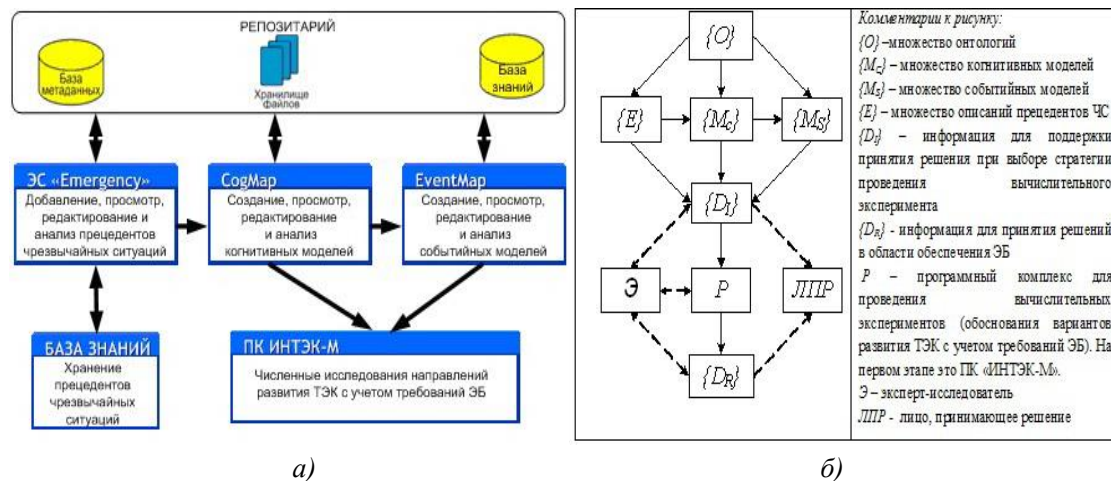 РЕПОЗИТАРИЙ
База
метаданных
Хранилище
файлов
База
знаний
ЭС «Emergency»
Добавление, просмотр,
редактирование и
анализ прецедентов
чрезвычайных ситуаций
CogMap
Создание, просмотр,
редактирование
и анализ
когнитивных моделей
EventMap
Создание, просмотр,
редактирование
и анализ
событийных моделей
БАЗА ЗНАНИЙ
Хранение
прецедентов
чрезвычайных
ситуаций
ПК ИНТЭК-М
Численные исследования направлений
развития ТЭК с учетом требований ЭБ
а)
{O}
{E}
{M_C}
{M_S}
{D_I}
Э
P
ЛПР
{D_R}
Комментарии к рисунку:
{O} –множество онтологий
{M_C} – множество когнитивных моделей
{M_S} – множество событийных моделей
{E} – множество описаний прецедентов ЧС
{D_I} – информация для поддержки
принятия решения при выборе стратегии
проведения вычислительного
эксперимента
{D_R} - информация для принятия решений
в области обеспечения ЭБ
P – программный комплекс для
проведения вычислительных
экспериментов (обоснования вариантов
развития ТЭК с учетом требований ЭБ). На
первом этапе это ПК «ИНТЭК-М».
Э – эксперт-исследователь
ЛПР - лицо, принимающее решение
б)